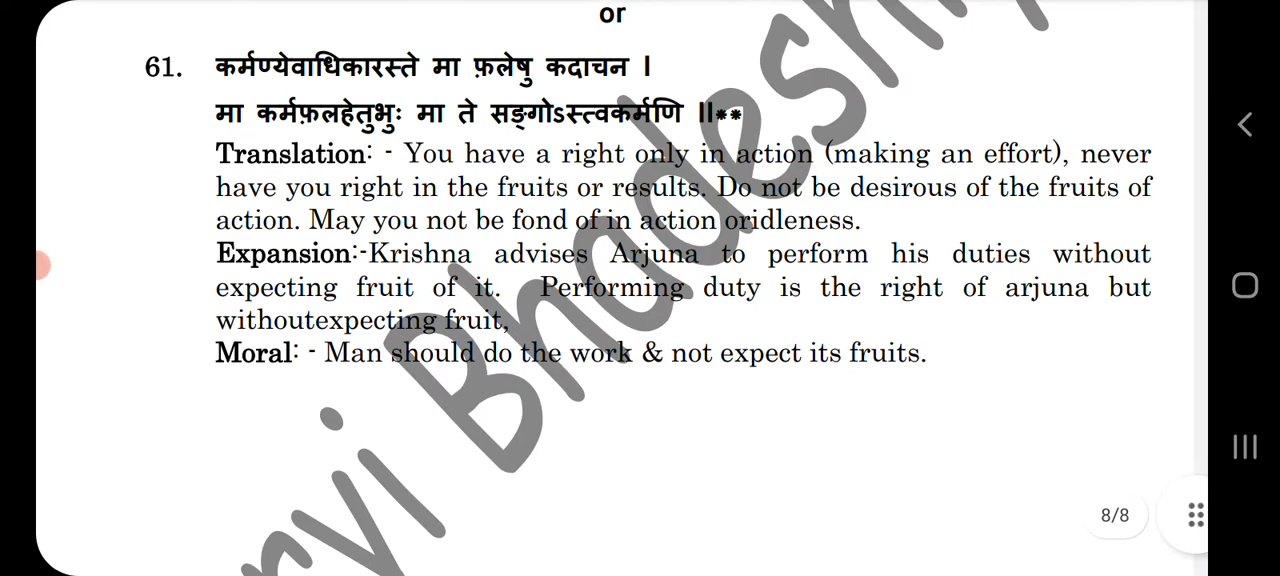 or
61. कर्मण्येवाधिकारस्ते मा फ़लेषु कदाचन ।
मा कर्मफ़लहेतुभुः मा ते सङ्गोऽस्त्वकर्मणि ॥**
Translation: - You have a right only in action (making an effort), never
have you right in the fruits or results. Do not be desirous of the fruits of
action. May you not be fond of in action oridleness.
Expansion:-Krishna advises Arjuna to perform his duties without
expecting fruit of it. Performing duty is the right of arjuna but
withoutexpecting fruit,
Moral: - Man should do the work & not expect its fruits.
8/8
rvi Bhadeshiy